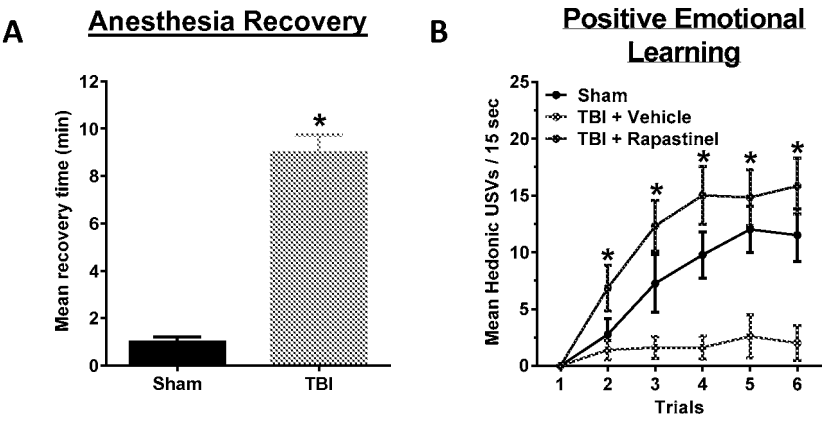 A
Anesthesia Recovery
Mean recovery time (min)
12
10
8
6
4
2
0
*
Sham
TBI
B
Positive Emotional
Learning
Mean Hedonic USVs / 15 sec
25
20
15
10
5
0
Sham
TBI + Vehicle
TBI + Rapastinel
* * * * *
1 2 3 4 5 6
Trials